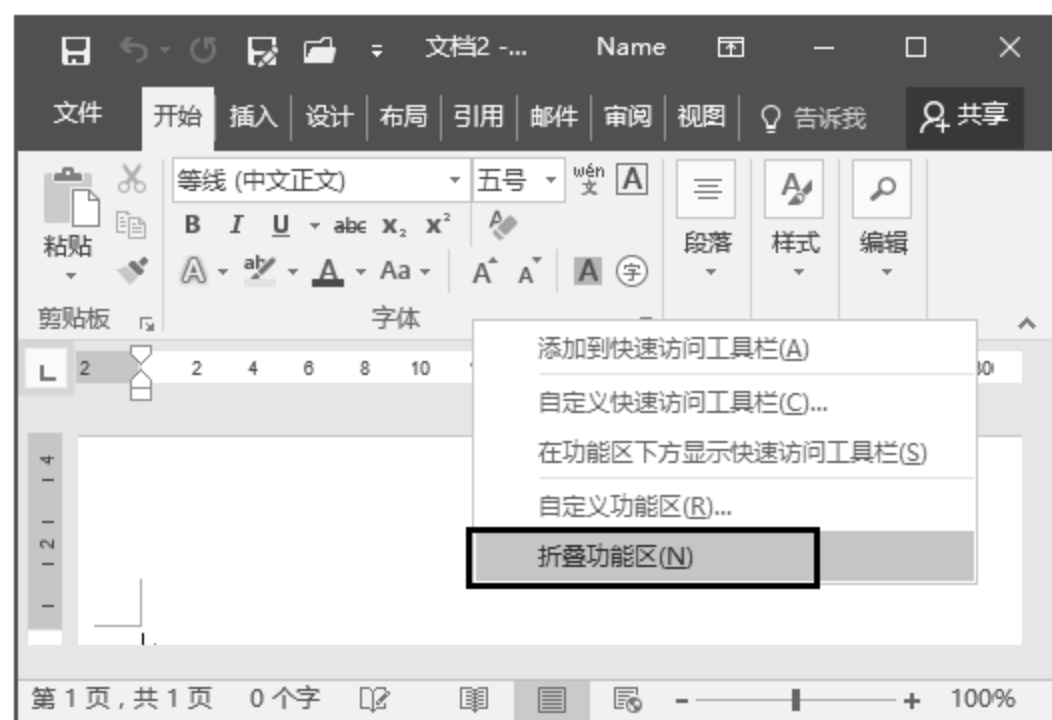 文档2 -... Name
文件 开始 插入 设计 布局 引用 邮件 审阅 视图 告诉我 共享
等线 (中文正文) 五号 wén 文 A
B I U abc X₂ X²
粘贴 段落 样式 编辑
A aby A Aa A A A 字
剪贴板 字体
添加到快速访问工具栏(A)
L 2 2 4 6 8 10
自定义快速访问工具栏(C)...
在功能区下方显示快速访问工具栏(S)
4
自定义功能区(R)...
2
折叠功能区(N)
第1页,共1页 0个字 100%